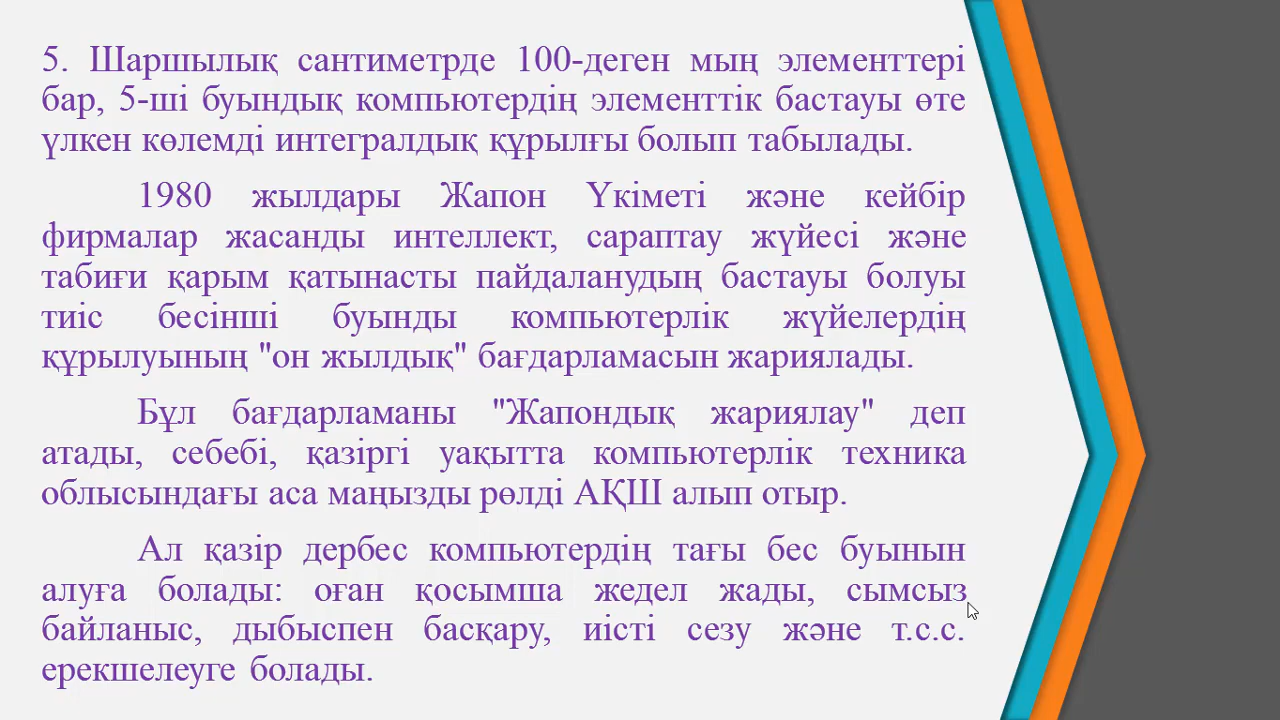 5. Шаршылық сантиметрде 100-деген мың элементтері
бар, 5-ші буындық компьютердің элементтік бастауы өте
үлкен көлемді интегралдық құрылғы болып табылады.
1980 жылдары Жапон Үкіметі және кейбір
фирмалар жасанды интеллект, сараптау жүйесі және
табиғи қарым қатынасты пайдаланудың бастауы болуы
тиіс бесінші буынды компьютерлік жүйелердің
құрылуының "он жылдық" бағдарламасын жариялады.
Бұл бағдарламаны "Жапондық жариялау" деп
атады, себебі, қазіргі уақытта компьютерлік техника
облысындағы аса маңызды рөлді АҚШ алып отыр.
Ал қазір дербес компьютердің тағы бес буынын
алуға болады: оған қосымша жедел жады, сымсыз
байланыс, дыбыспен басқару, иісті сезу және т.с.с.
ерекшелеуге болады.